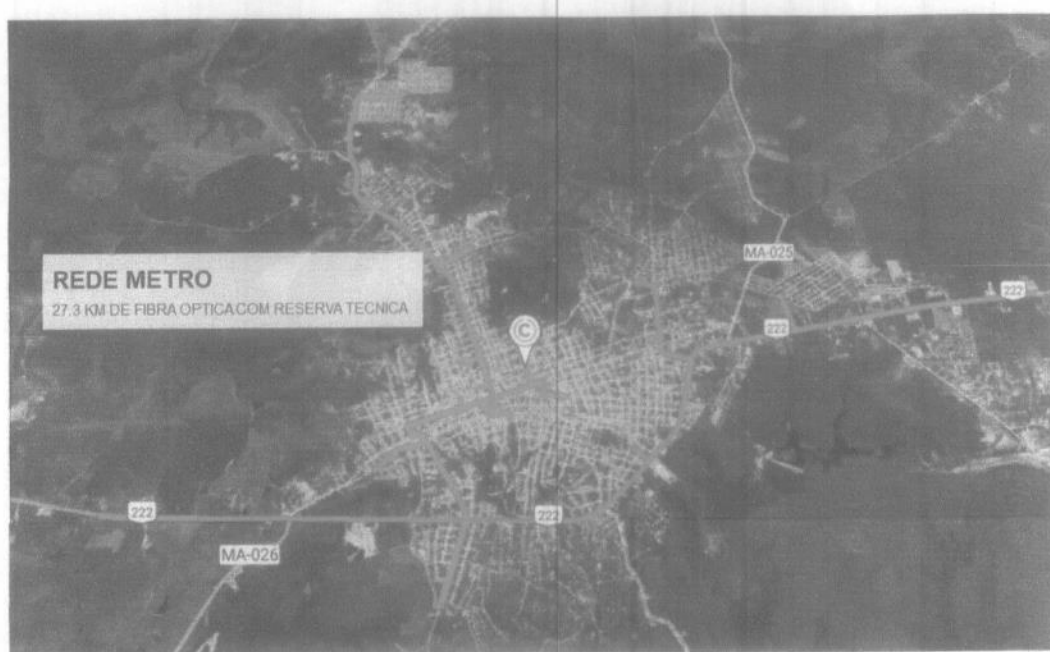 REDE METRO
27.3 KM DE FIBRA OPTICA COM RESERVA TECNICA
MA-025
222
222
C
222
222
MA-026